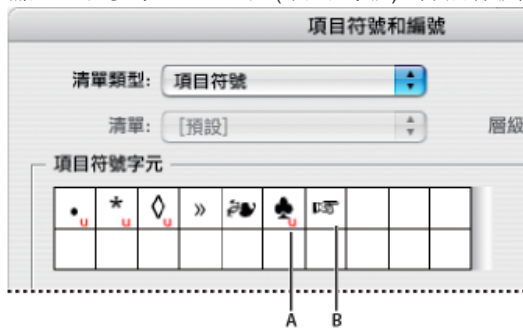 項目符號和編號
清單類型: 項目符號
清單: [預設] 層級
項目符號字元
• u * u ◊ u » ❧ ♣ u ☞
A B